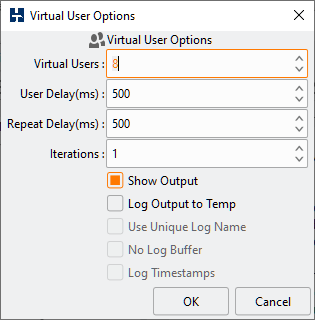 Virtual User Options
Virtual User Options
Virtual Users : 8
User Delay(ms) : 500
Repeat Delay(ms) : 500
Iterations : 1
Show Output
Log Output to Temp
Use Unique Log Name
No Log Buffer
Log Timestamps
OK Cancel